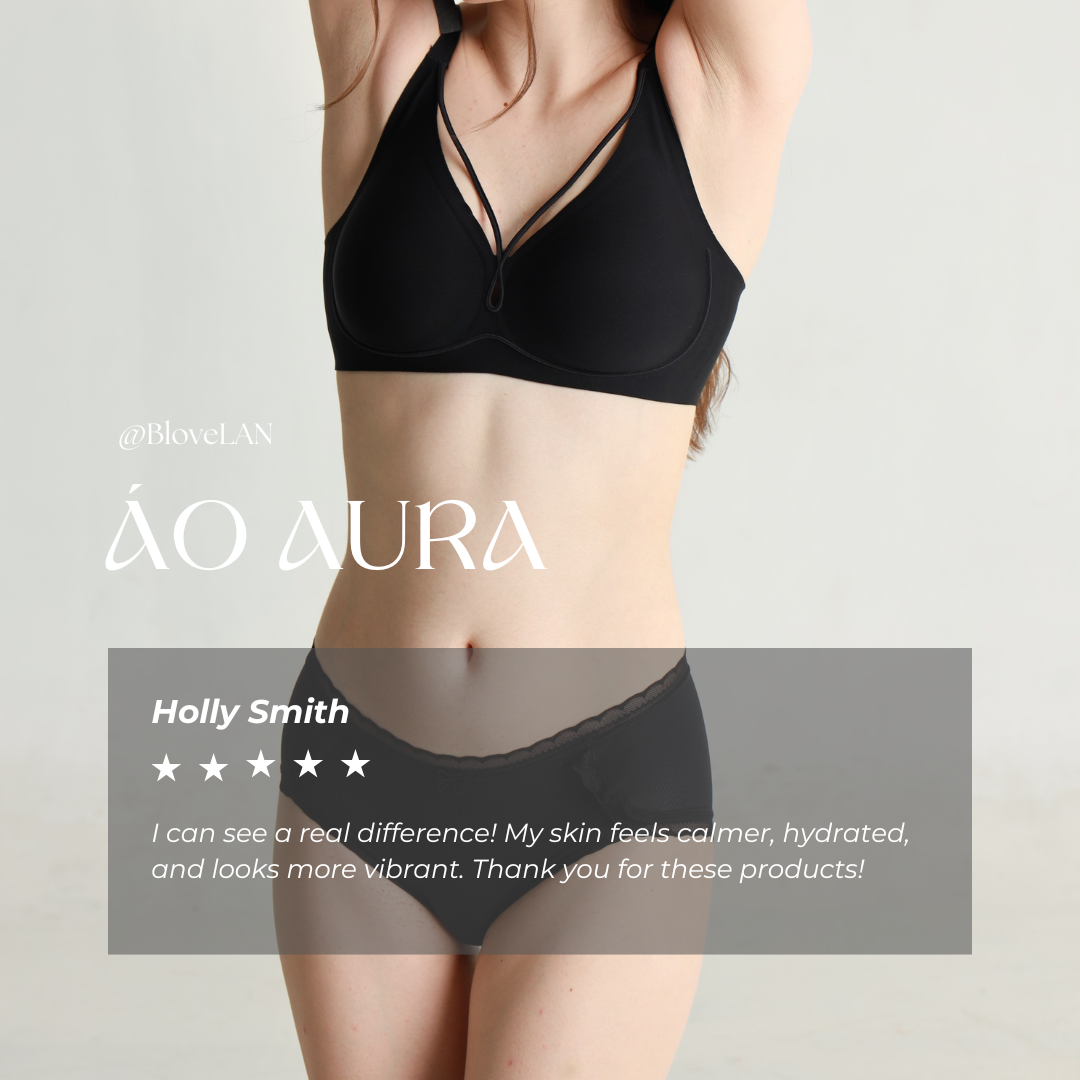 @BloveLAN
ÁO AURA
Holly Smith
★ ★ ★ ★ ★
I can see a real difference! My skin feels calmer, hydrated,
and looks more vibrant. Thank you for these products!